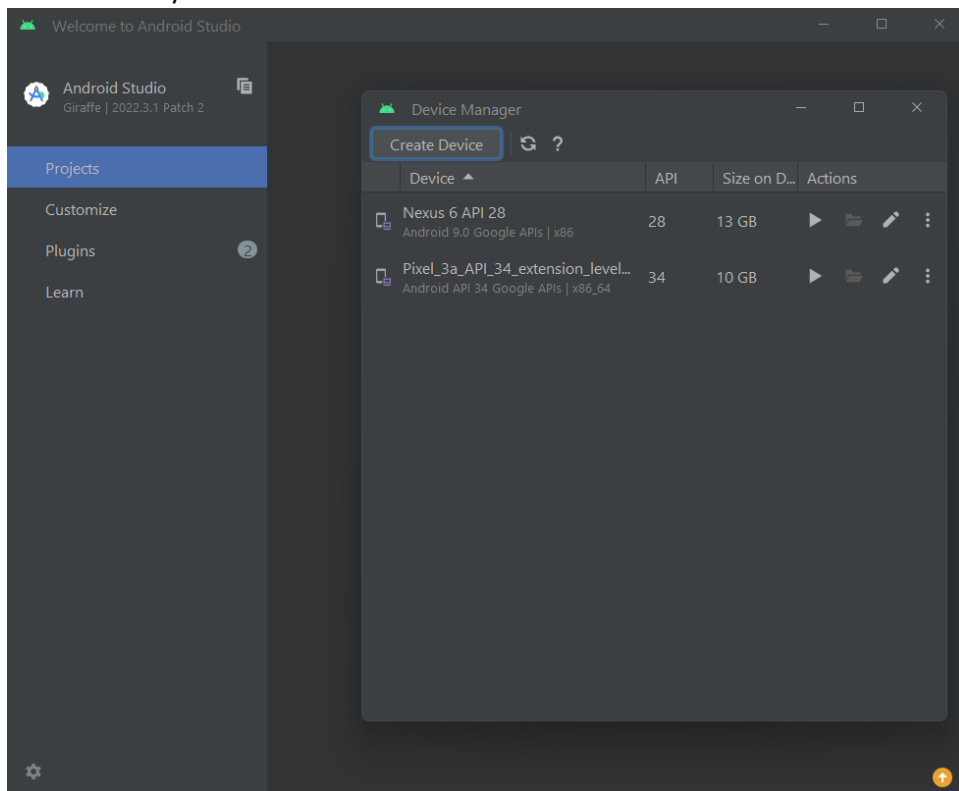 Welcome to Android Studio
Android Studio
Giraffe | 2022.3.1 Patch 2
Projects
Customize
Plugins
2
Learn
Device Manager
Create Device
?
Device API Size on D... Actions
Nexus 6 API 28
Android 9.0 Google APIs | x86
28 13 GB
Pixel_3a_API_34_extension_level...
Android API 34 Google APIs | x86_64
34 10 GB